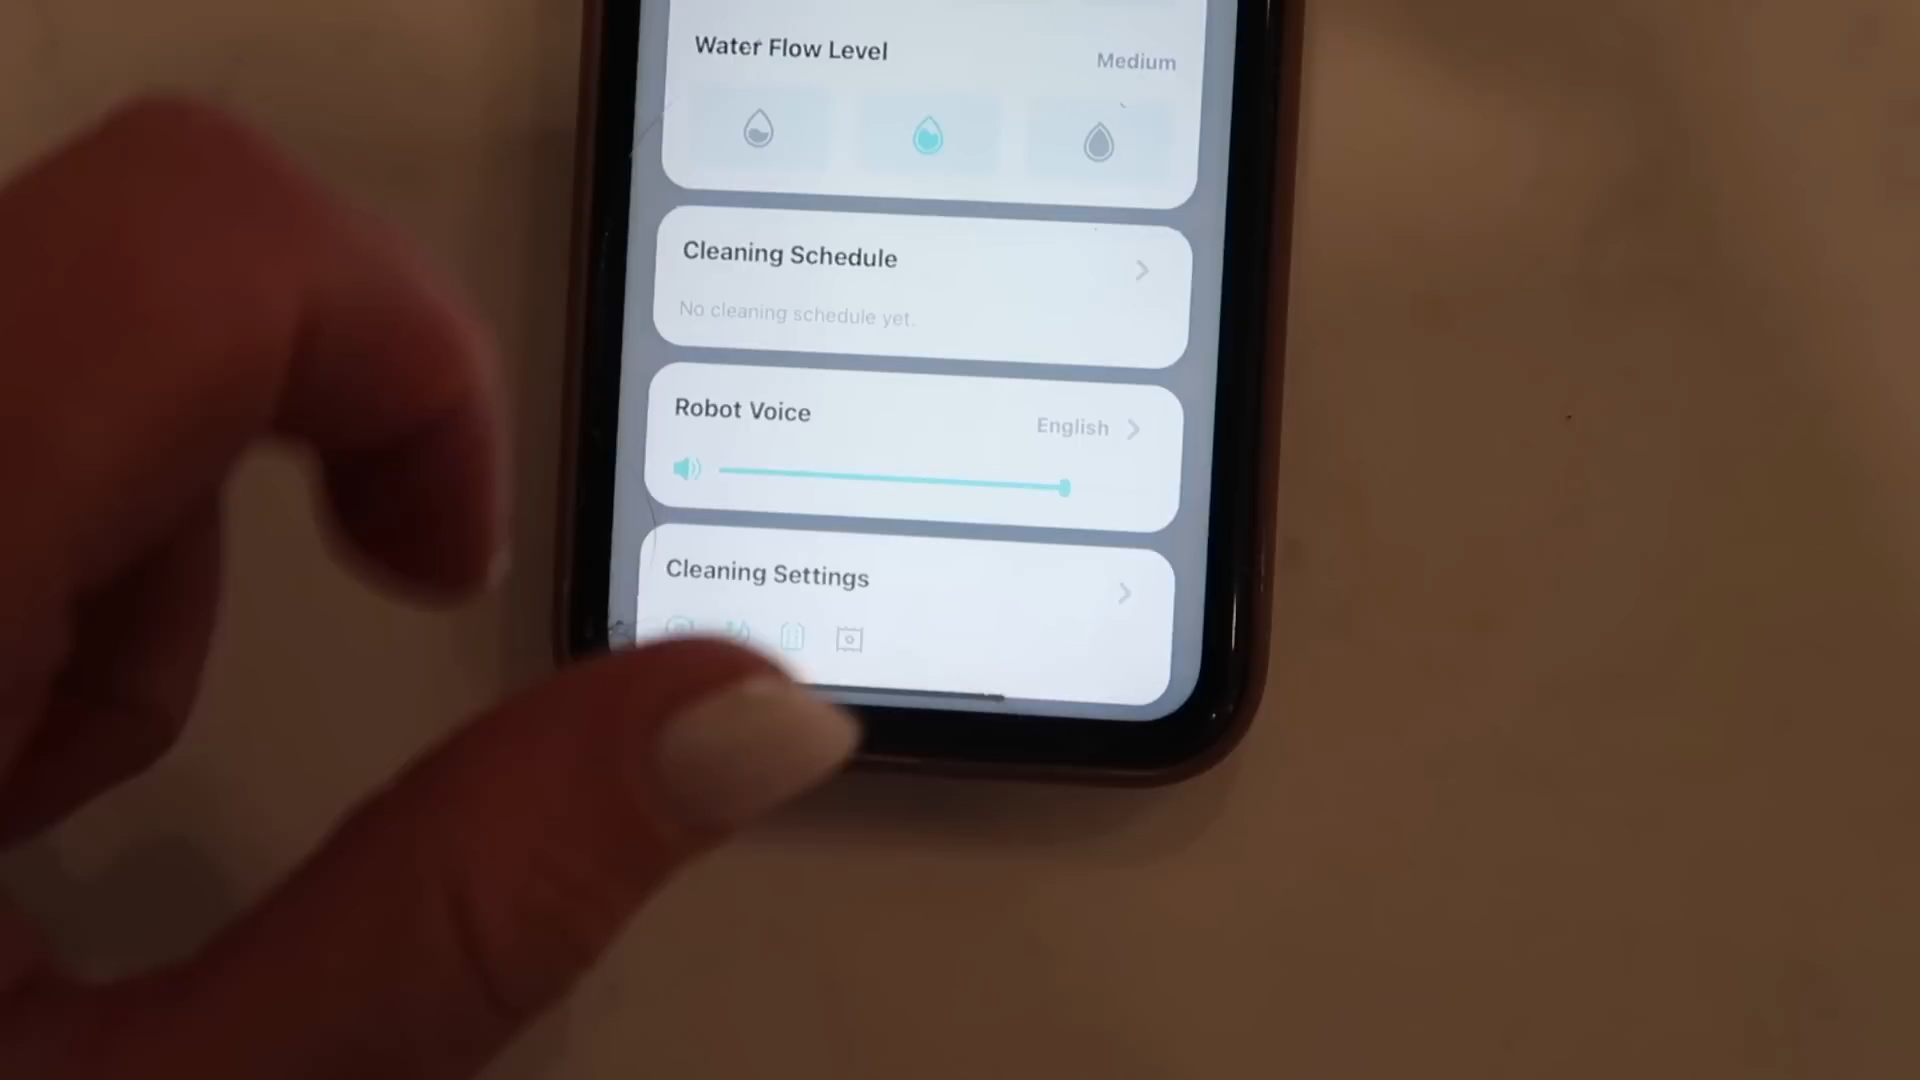 Water Flow Level
Medium
Cleaning Schedule
No cleaning schedule yet.
Robot Voice
English
Cleaning Settings